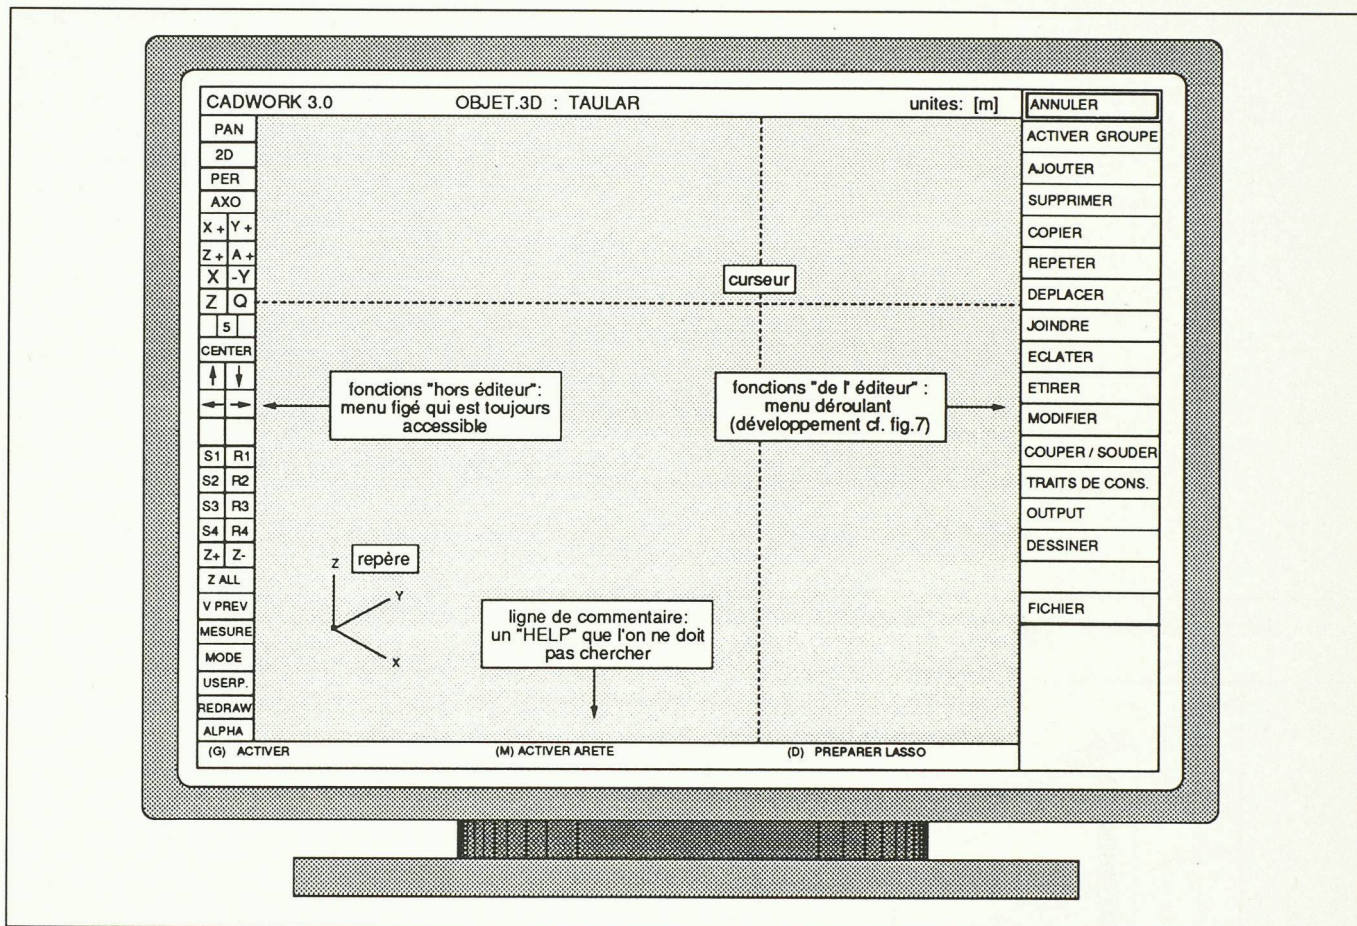 CADWORK 3.0 OBJET.3D : TAULAR unites: [m]
PAN
2D
PER
AXO
X + Y +
Z + A +
X -Y
Z Q
5
CENTER
S1 R1
S2 R2
S3 R3
S4 R4
Z+ Z-
Z ALL
V PREV
MESURE
MODE
USERP.
REDRAW
ALPHA
curseur
fonctions "hors éditeur":
menu figé qui est toujours
accessible
fonctions "de l' éditeur" :
menu déroulant
(développement cf. fig.7)
repère
Z
Y
X
ligne de commentaire:
un "HELP" que l'on ne doit
pas chercher
(G) ACTIVER (M) ACTIVER ARETE (D) PREPARER LASSO
ANNULER
ACTIVER GROUPE
AJOUTER
SUPPRIMER
COPIER
REPETER
DEPLACER
JOINDRE
ECLATER
ETIRER
MODIFIER
COUPER / SOUDER
TRAITS DE CONS.
OUTPUT
DESSINER
FICHIER